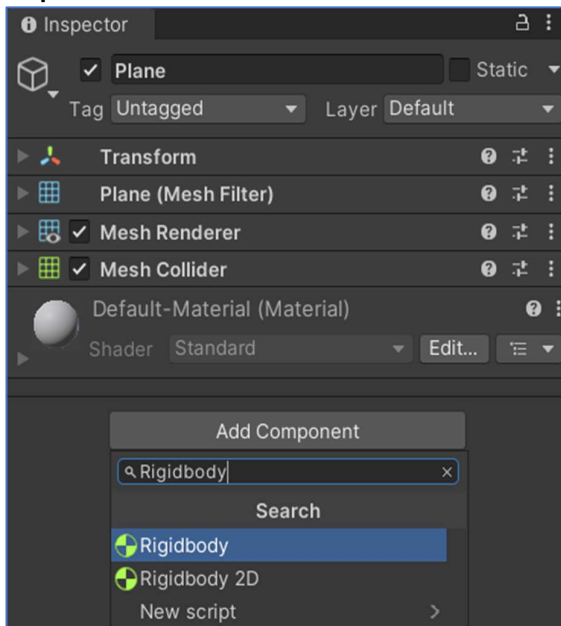 Inspector
Plane
Static
Tag Untagged Layer Default
Transform
Plane (Mesh Filter)
Mesh Renderer
Mesh Collider
Default-Material (Material)
Shader Standard Edit...
Add Component
Rigidbody
Search
Rigidbody
Rigidbody 2D
New script